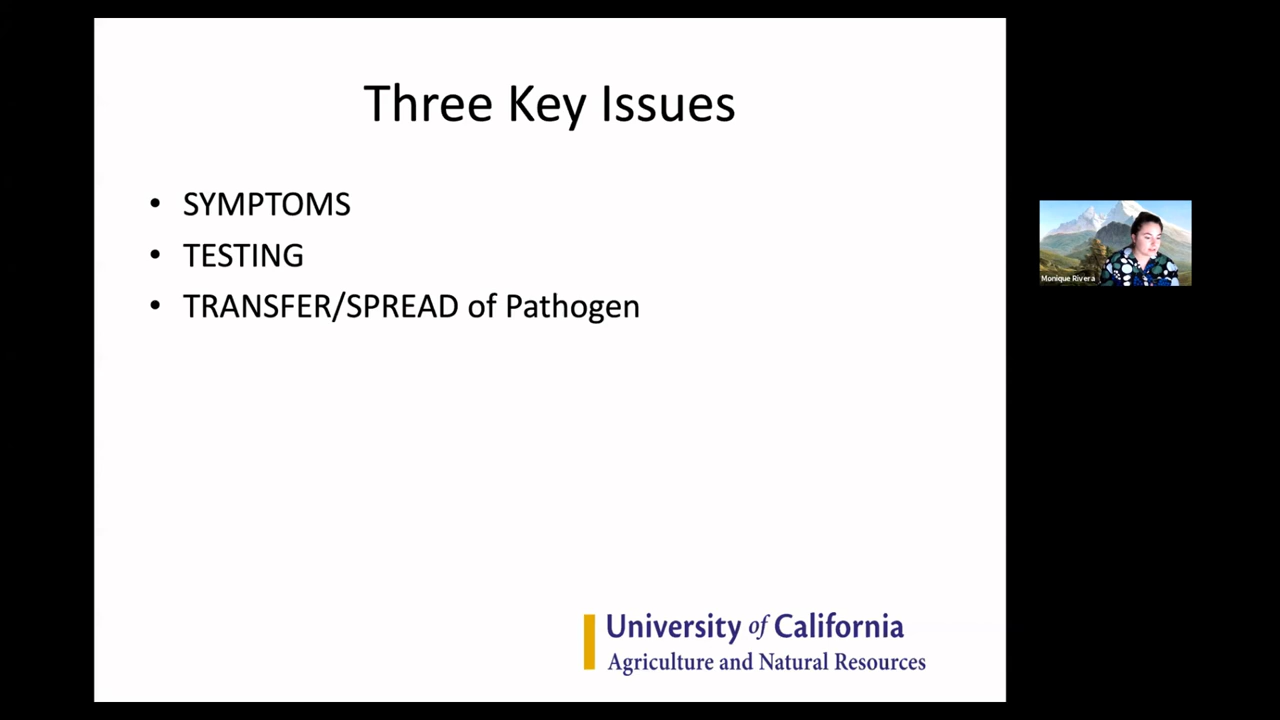 Three Key Issues
• SYMPTOMS
• TESTING
• TRANSFER/SPREAD of Pathogen
Monique Rivera
University of California
Agriculture and Natural Resources